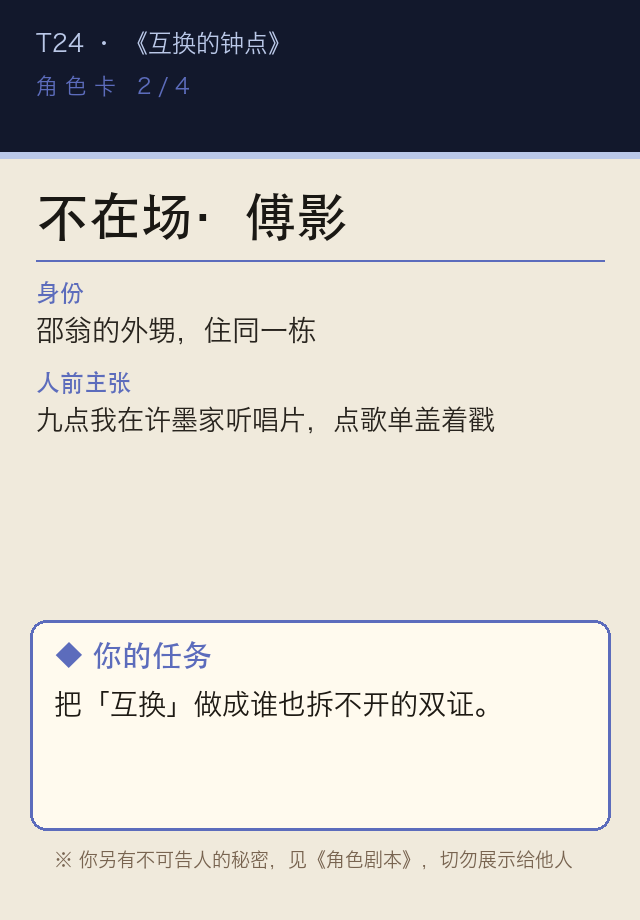 T24 · 《互换的钟点》
角色卡 2/4
不在场· 傅影
身份
邵翁的外甥，住同一栋
人前主张
九点我在许墨家听唱片，点歌单盖着戳
◆ 你的任务
把「互换」做成谁也拆不开的双证。
※ 你另有不可告人的秘密，见《角色剧本》，切勿展示给他人